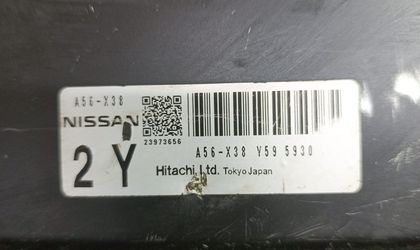 A56-X38
NISSAN
23973656
A56-X38 Y59 5930
2 Y
Hitachi, Ltd. Tokyo Japan